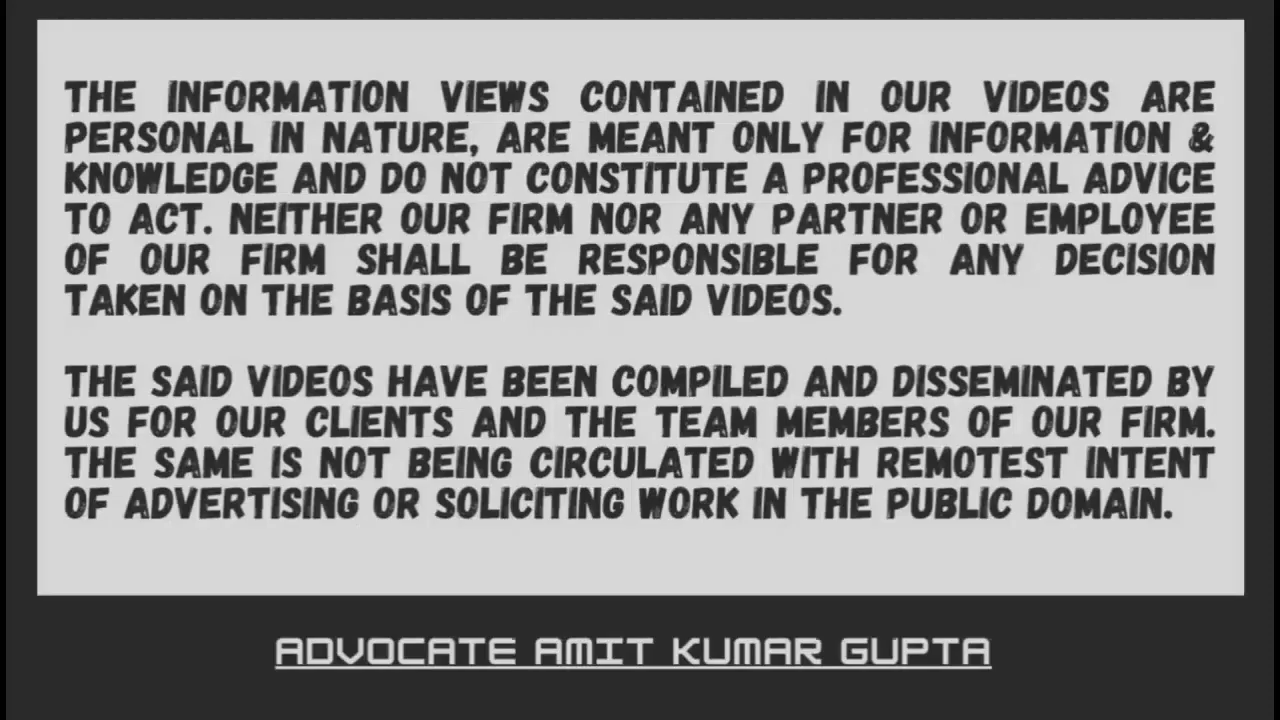 THE INFORMATION VIEWS CONTAINED IN OUR VIDEOS ARE
PERSONAL IN NATURE, ARE MEANT ONLY FOR INFORMATION &
KNOWLEDGE AND DO NOT CONSTITUTE A PROFESSIONAL ADVICE
TO ACT. NEITHER OUR FIRM NOR ANY PARTNER OR EMPLOYEE
OF OUR FIRM SHALL BE RESPONSIBLE FOR ANY DECISION
TAKEN ON THE BASIS OF THE SAID VIDEOS.
THE SAID VIDEOS HAVE BEEN COMPILED AND DISSEMINATED BY
US FOR OUR CLIENTS AND THE TEAM MEMBERS OF OUR FIRM.
THE SAME IS NOT BEING CIRCULATED WITH REMOTEST INTENT
OF ADVERTISING OR SOLICITING WORK IN THE PUBLIC DOMAIN.
ADVOCATE AMIT KUMAR GUPTA